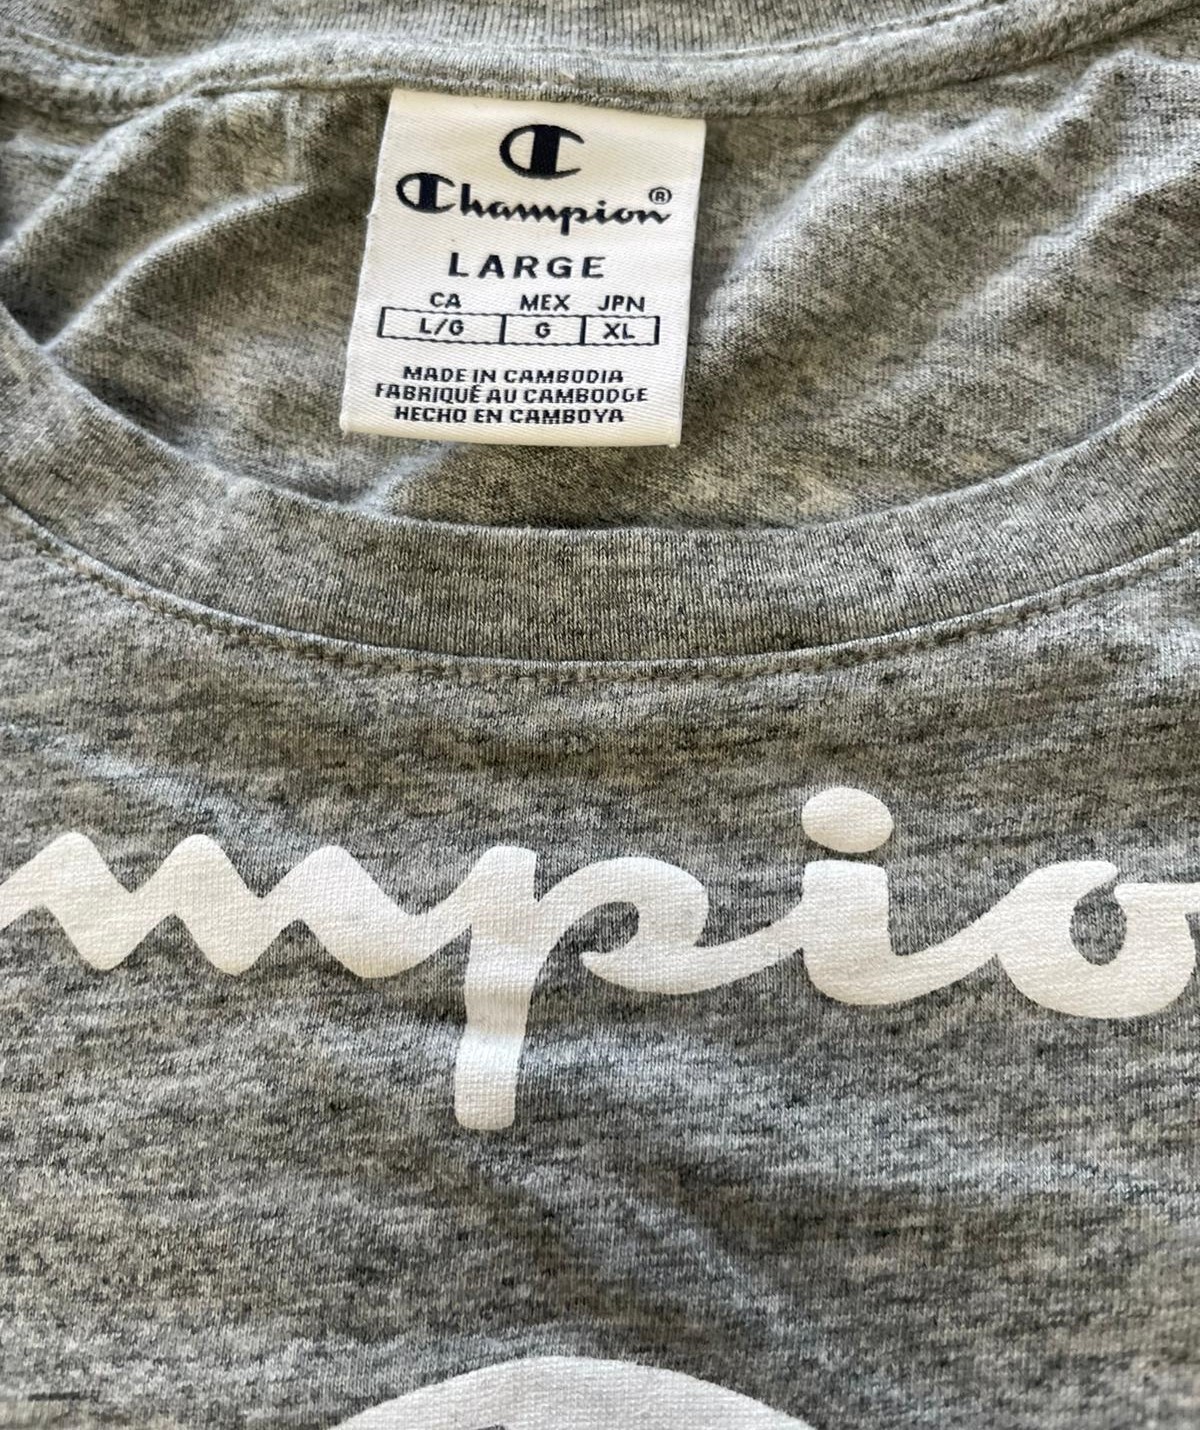 Champion®
LARGE
CA MEX JPN
L/G G XL
MADE IN CAMBODIA
FABRIQUÉ AU CAMBODGE
HECHO EN CAMBOYA
mpio